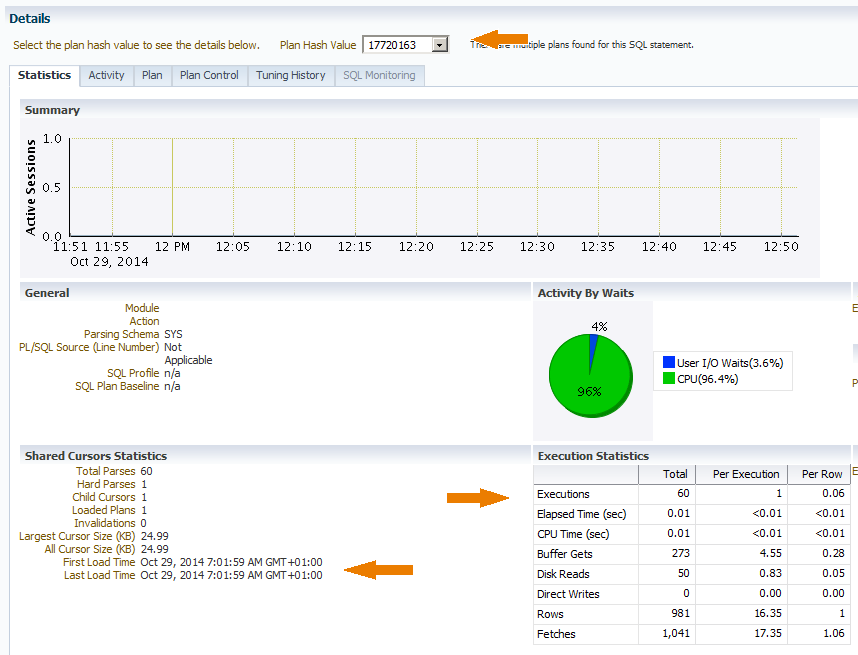 Details
Select the plan hash value to see the details below. Plan Hash Value 17720163 multiple plans found for this SQL statement.
Statistics Activity Plan Plan Control Tuning History SQL Monitoring
Summary
Active Sessions
1.0
0.5
0.0
11:51 11:55 12 PM 12:05 12:10 12:15 12:20 12:25 12:30 12:35 12:40 12:45 12:50
Oct 29, 2014
General
Module
Action
Parsing Schema SYS
PL/SQL Source (Line Number) Not
Applicable
SQL Profile n/a
SQL Plan Baseline n/a
Activity By Waits
4%
96%
User I/O Waits(3.6%)
CPU(96.4%)
Shared Cursors Statistics
Total Parses 60
Hard Parses 1
Child Cursors 1
Loaded Plans 1
Invalidations 0
Largest Cursor Size (KB) 24.99
All Cursor Size (KB) 24.99
First Load Time Oct 29, 2014 7:01:59 AM GMT+01:00
Last Load Time Oct 29, 2014 7:01:59 AM GMT+01:00
Execution Statistics
Total Per Execution Per Row
Executions 60 1 0.06
Elapsed Time (sec) 0.01 <0.01 <0.01
CPU Time (sec) 0.01 <0.01 <0.01
Buffer Gets 273 4.55 0.28
Disk Reads 50 0.83 0.05
Direct Writes 0 0.00 0.00
Rows 981 16.35 1
Fetches 1,041 17.35 1.06